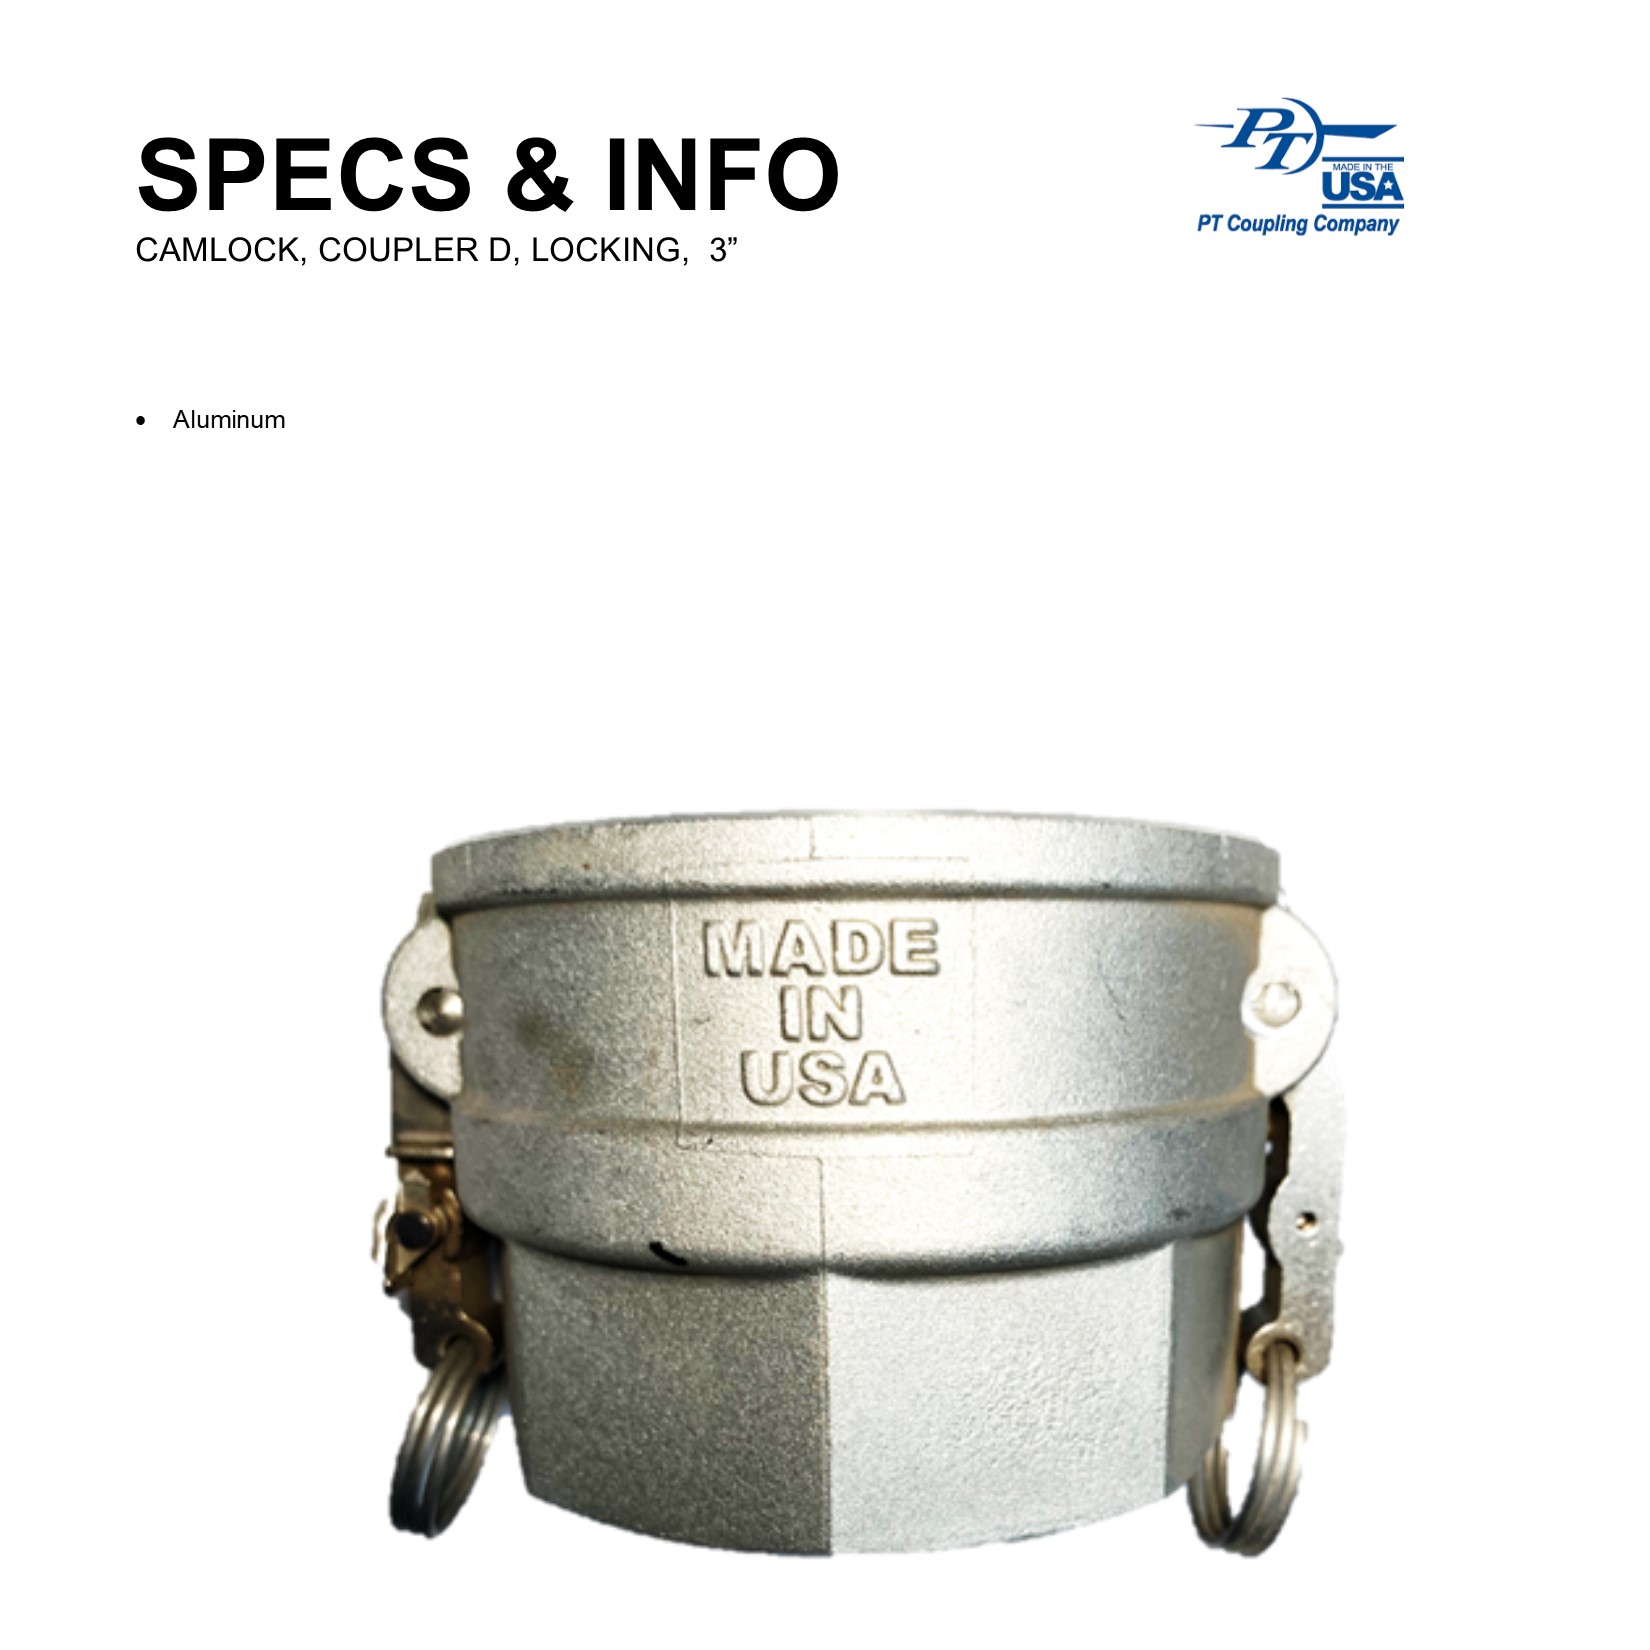 SPECS & INFO
CAMLOCK, COUPLER D, LOCKING,  3”
PT
MADE IN THE
USA
PT Coupling Company
• Aluminum
MADE
IN
USA